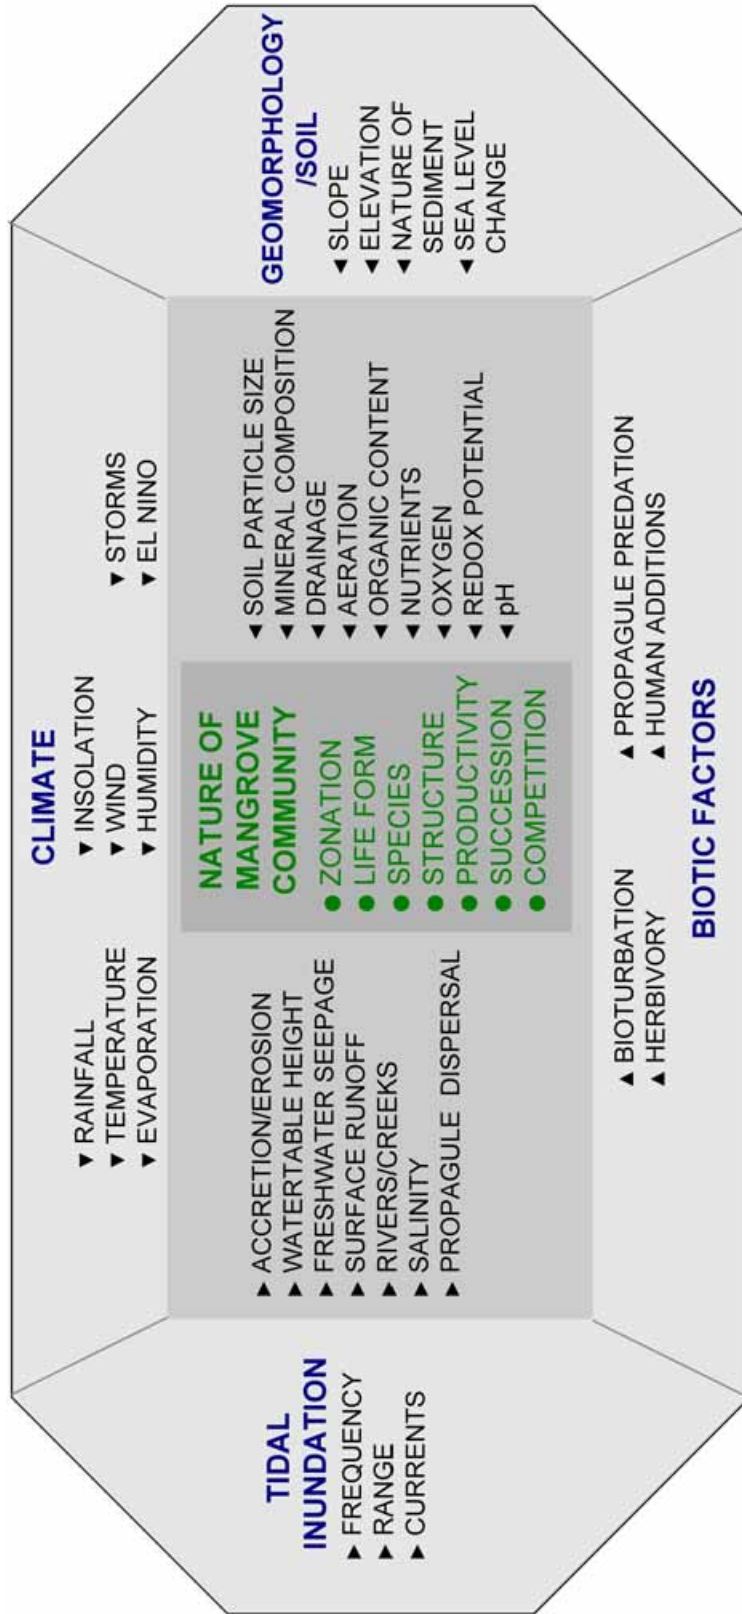 CLIMATE
▼ RAINFALL
▼ TEMPERATURE
▼ EVAPORATION
▼ INSOLATION
▼ WIND
▼ HUMIDITY
▼ STORMS
▼ EL NINO
TIDAL
INUNDATION
► FREQUENCY
► RANGE
► CURRENTS
► ACCRETION/EROSION
► WATERTABLE HEIGHT
► FRESHWATER SEEPAGE
► SURFACE RUNOFF
► RIVERS/CREEKS
► SALINITY
► PROPAGULE DISPERSAL
NATURE OF
MANGROVE
COMMUNITY
● ZONATION
● LIFE FORM
● SPECIES
● STRUCTURE
● PRODUCTIVITY
● SUCCESSION
● COMPETITION
◄ SOIL PARTICLE SIZE
◄ MINERAL COMPOSITION
◄ DRAINAGE
◄ AERATION
◄ ORGANIC CONTENT
◄ NUTRIENTS
◄ OXYGEN
◄ REDOX POTENTIAL
◄ pH
GEOMORPHOLOGY
/SOIL
◄ SLOPE
◄ ELEVATION
◄ NATURE OF
SEDIMENT
◄ SEA LEVEL
CHANGE
▲ BIOTURBATION
▲ HERBIVORY
▲ PROPAGULE PREDATION
▲ HUMAN ADDITIONS
BIOTIC FACTORS